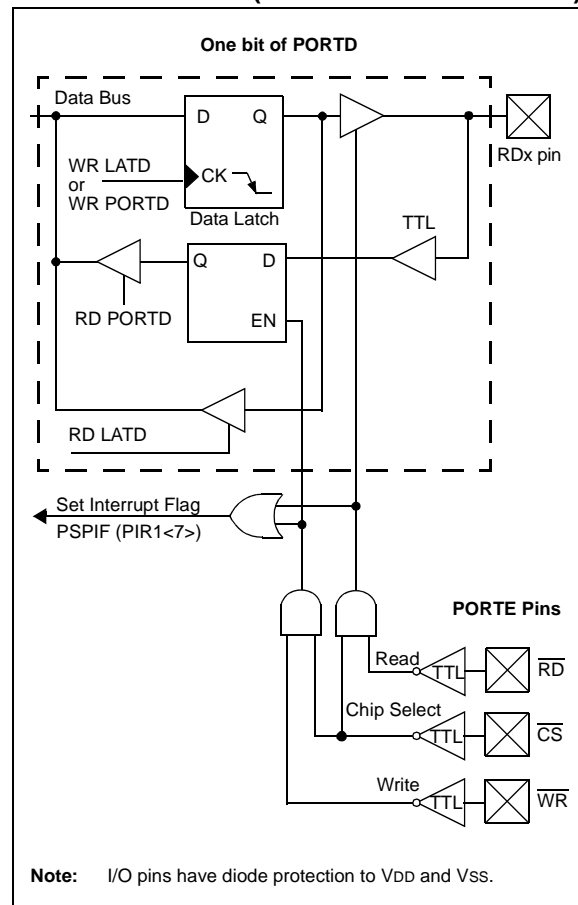 One bit of PORTD
Data Bus
D Q
RDx pin
WR LATD
or
WR PORTD
CK
Data Latch
TTL
Q D
RD PORTD
EN
RD LATD
Set Interrupt Flag
PSPIF (PIR1<7>)
PORTE Pins
Read
TTL
RD
Chip Select
TTL
CS
Write
TTL
WR
Note: I/O pins have diode protection to VDD and VSS.